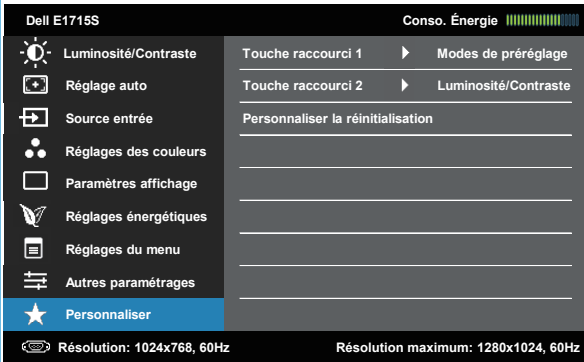 Dell E1715S Conso. Énergie
Luminosité/Contraste Touche raccourci 1 Modes de préréglage
Réglage auto Touche raccourci 2 Luminosité/Contraste
Source entrée Personnaliser la réinitialisation
Réglages des couleurs
Paramètres affichage
Réglages énergétiques
Réglages du menu
Autres paramétrages
Personnaliser
Résolution: 1024x768, 60Hz Résolution maximum: 1280x1024, 60Hz